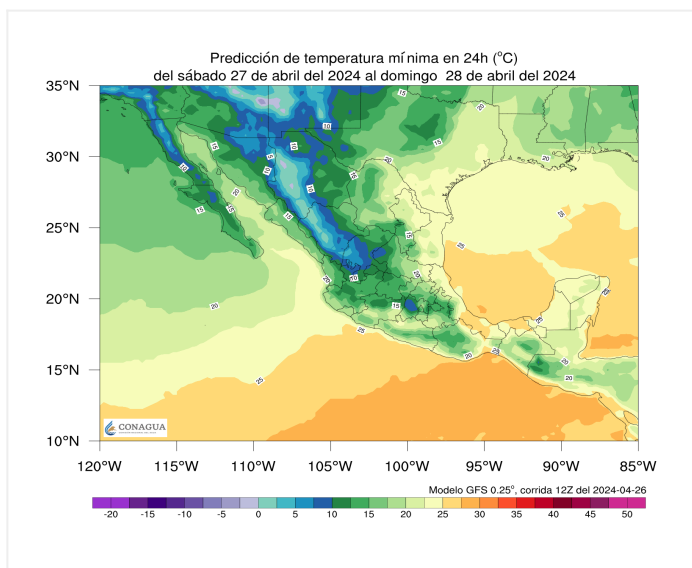 Predicción de temperatura mínima en 24h (°C)
del sábado 27 de abril del 2024 al domingo 28 de abril del 2024
35°N
30°N
25°N
20°N
15°N
10°N
120°W 115°W 110°W 105°W 100°W 95°W 90°W 85°W
CONAGUA
Modelo GFS 0.25°, corrida 12Z del 2024-04-26
-20 -15 -10 -5 0 5 10 15 20 25 30 35 40 45 50